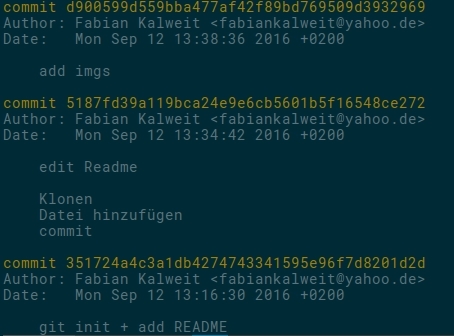 commit d900599d559bba477af42f89bd769509d3932969
Author: Fabian Kalweit <fabiankalweit@yahoo.de>
Date:   Mon Sep 12 13:38:36 2016 +0200
add imgs
commit 5187fd39a119bca24e9e6cb5601b5f16548ce272
Author: Fabian Kalweit <fabiankalweit@yahoo.de>
Date:   Mon Sep 12 13:34:42 2016 +0200
edit Readme
Klonen
Datei hinzufügen
commit
commit 351724a4c3a1db4274743341595e96f7d8201d2d
Author: Fabian Kalweit <fabiankalweit@yahoo.de>
Date:   Mon Sep 12 13:16:30 2016 +0200
git init + add README